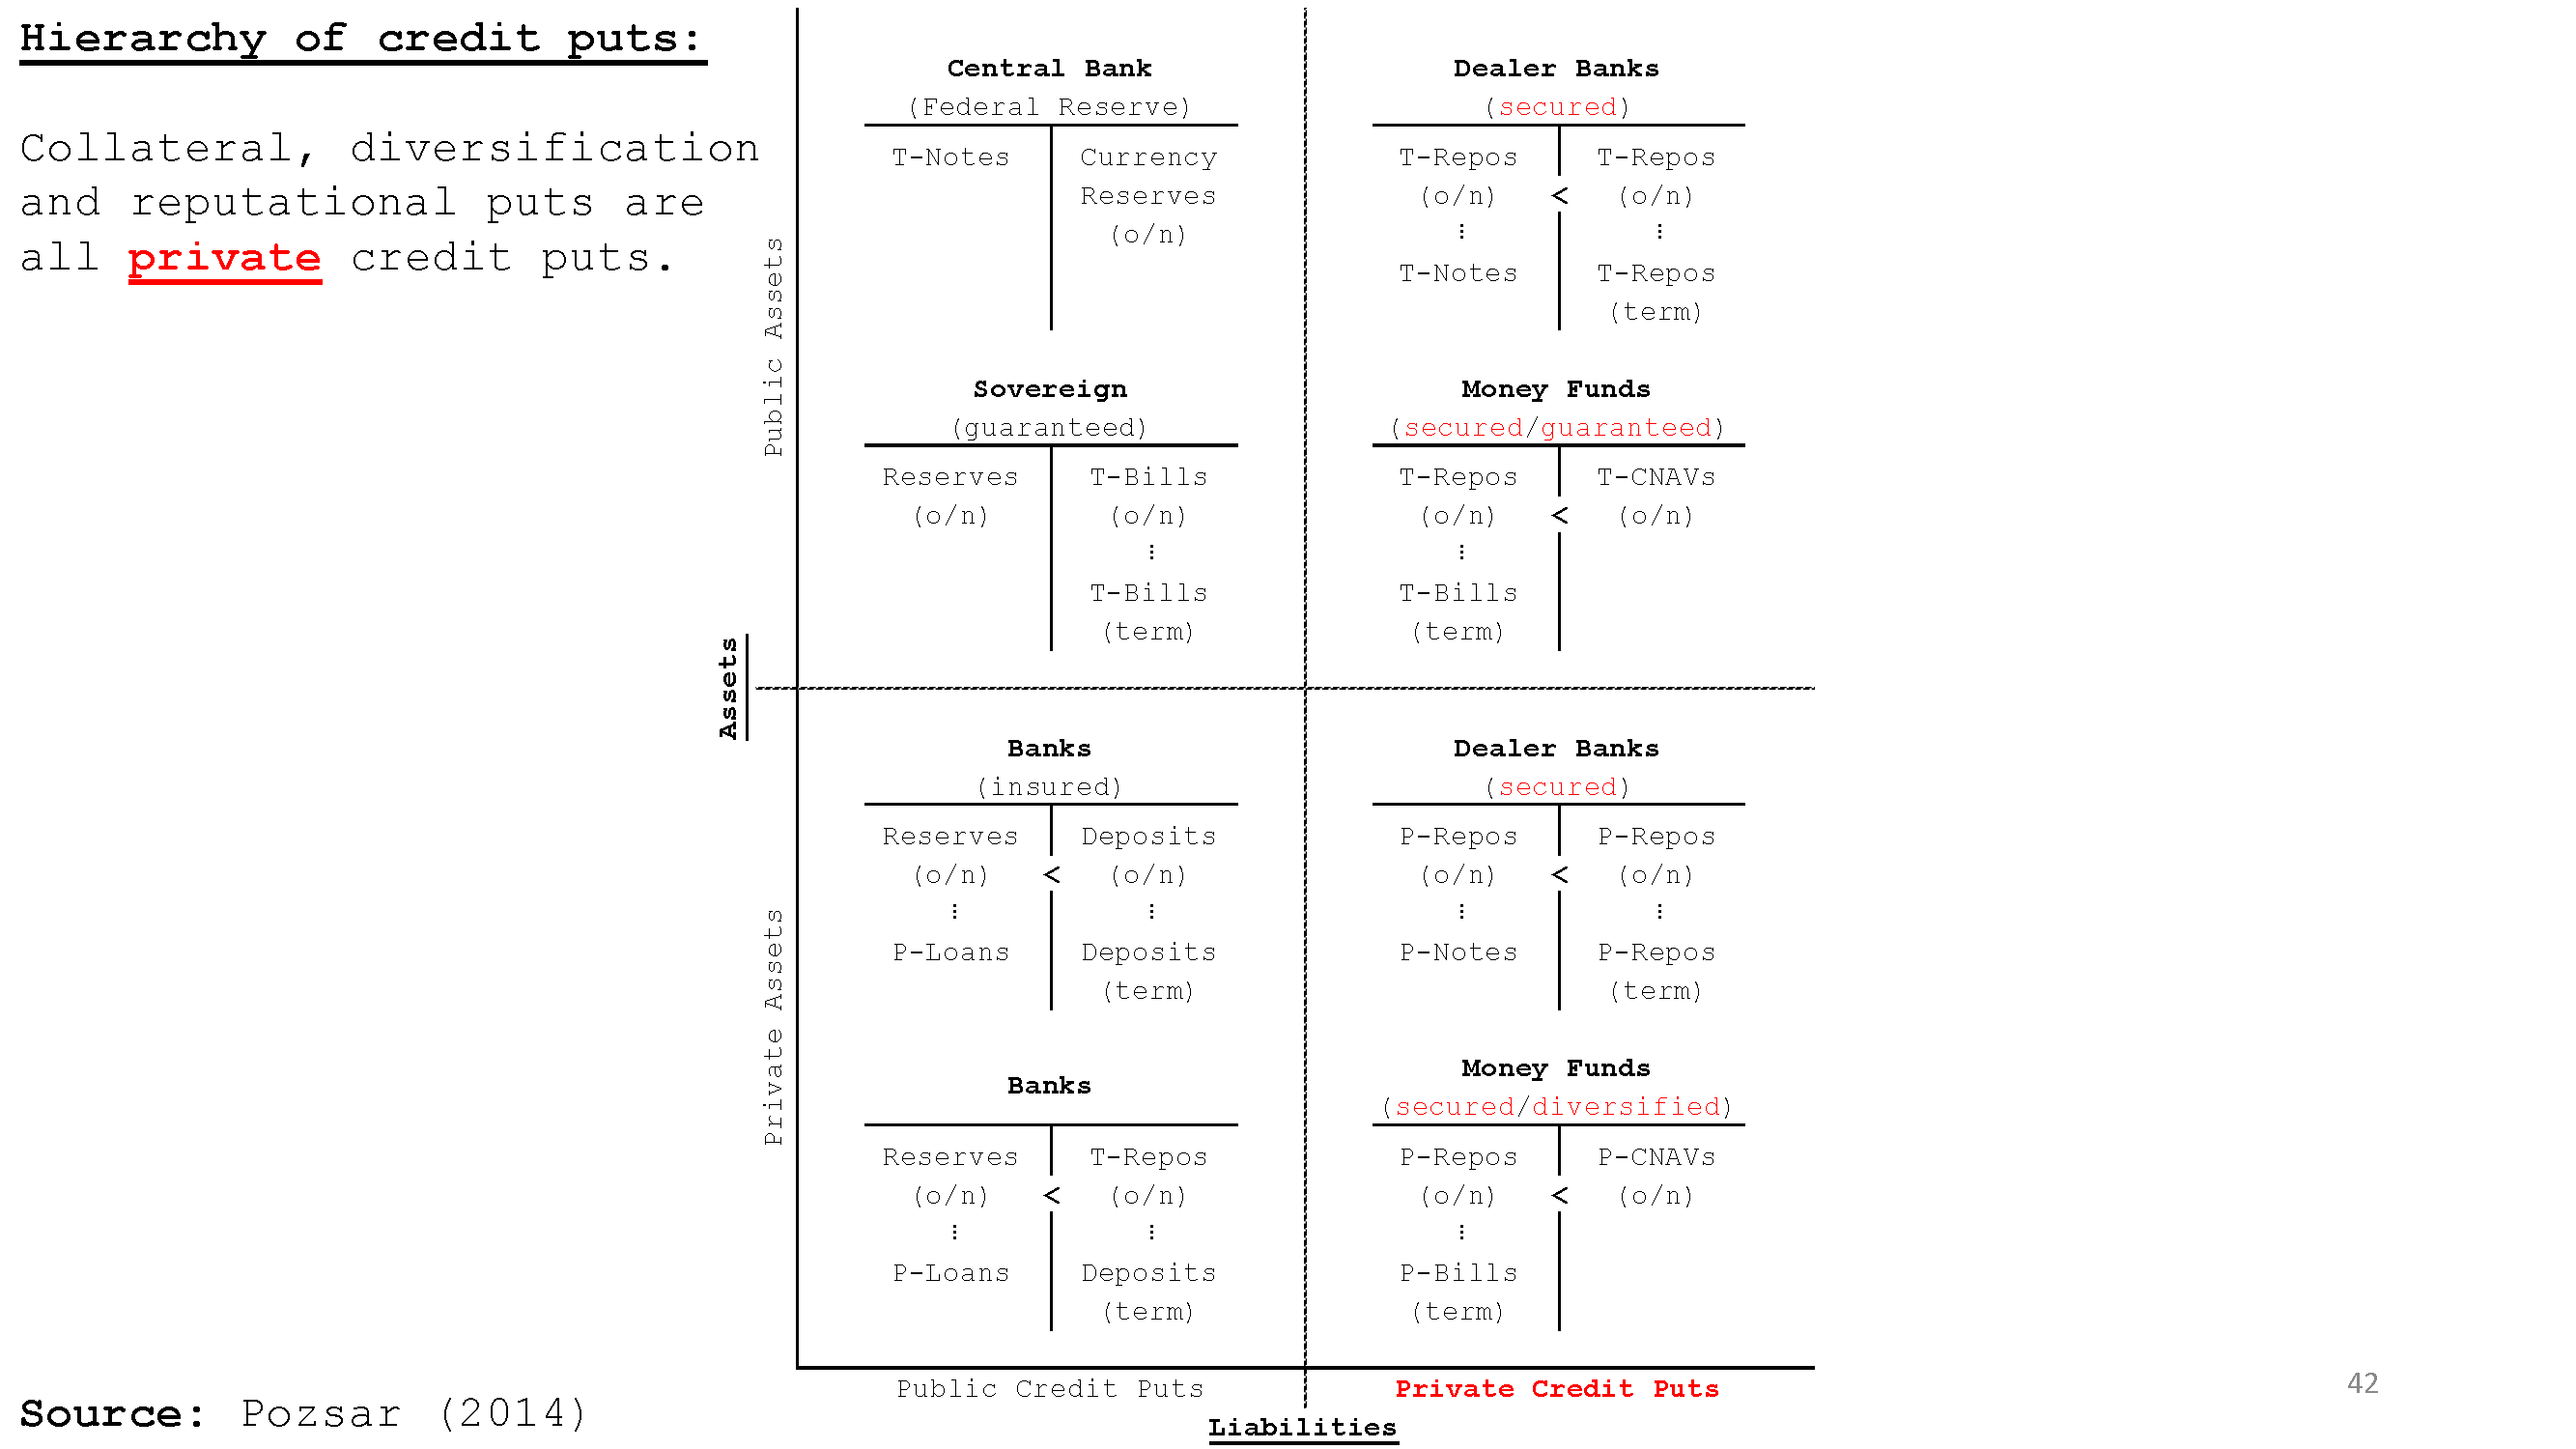 Hierarchy of credit puts:
Collateral, diversification
and reputational puts are
all private credit puts.
Source: Pozsar (2014)
Assets
Public Assets
Private Assets
Central Bank
(Federal Reserve)
T-Notes Currency
Reserves
(o/n)
Sovereign
(guaranteed)
Reserves T-Bills
(o/n) (o/n)
⋮
T-Bills
(term)
Dealer Banks
(secured)
T-Repos T-Repos
(o/n) < (o/n)
⋮ ⋮
T-Notes T-Repos
(term)
Money Funds
(secured/guaranteed)
T-Repos T-CNAVs
(o/n) < (o/n)
⋮
T-Bills
(term)
Banks
(insured)
Reserves Deposits
(o/n) < (o/n)
⋮ ⋮
P-Loans Deposits
(term)
Banks
Reserves T-Repos
(o/n) < (o/n)
⋮ ⋮
P-Loans Deposits
(term)
Dealer Banks
(secured)
P-Repos P-Repos
(o/n) < (o/n)
⋮ ⋮
P-Notes P-Repos
(term)
Money Funds
(secured/diversified)
P-Repos P-CNAVs
(o/n) < (o/n)
⋮
P-Bills
(term)
Public Credit Puts Private Credit Puts
Liabilities
42